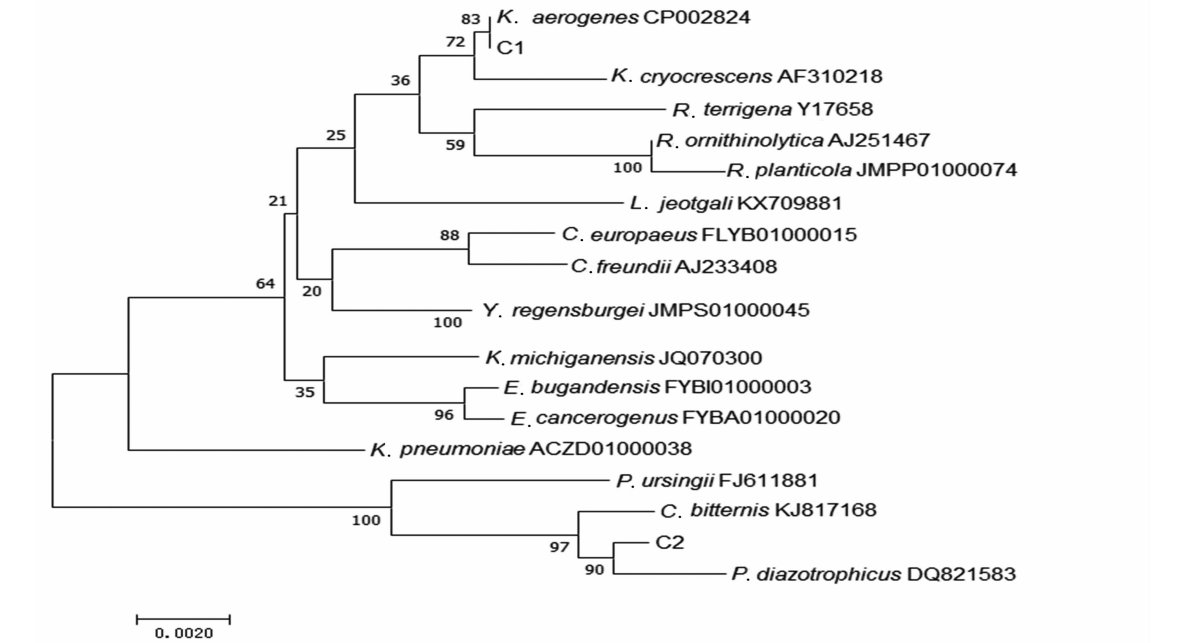 83
K. aerogenes CP002824
C1
72
K. cryocrescens AF310218
36
R. terrigena Y17658
59
R. ornithinolytica AJ251467
100
R. planticola JMPP01000074
25
L. jeotgali KX709881
21
88
C. europaeus FLYB01000015
C. freundii AJ233408
64
20
Y. regensburgei JMPS01000045
100
K. michiganensis JQ070300
35
E. bugandensis FYBI01000003
96
E. cancerogenus FYBA01000020
K. pneumoniae ACZD01000038
P. ursingii FJ611881
100
C. bitternis KJ817168
97
C2
90
P. diazotrophicus DQ821583
0.0020